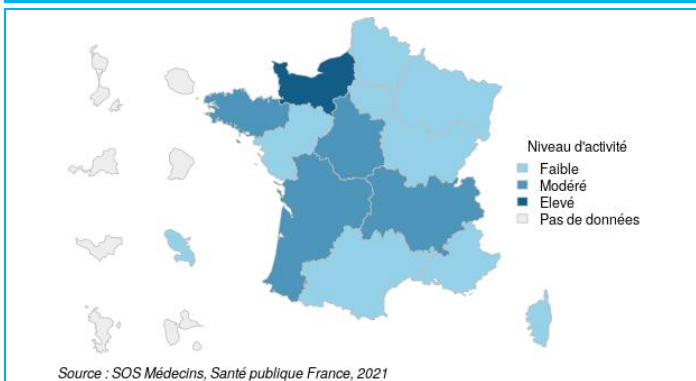 Niveau d'activité
Faible
Modéré
Elevé
Pas de données
Source : SOS Médecins, Santé publique France, 2021